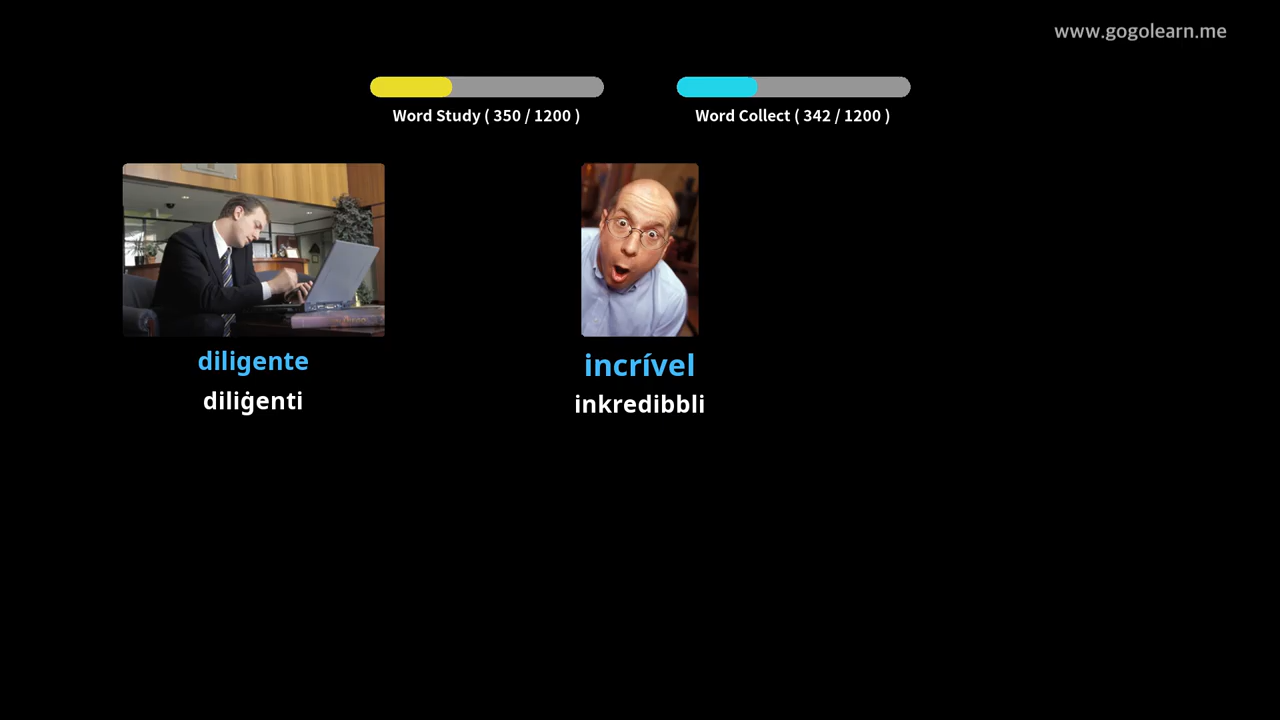 www.gogolearn.me
Word Study ( 350 / 1200 )
Word Collect ( 342 / 1200 )
diligente
diliġenti
incrível
inkredibbli